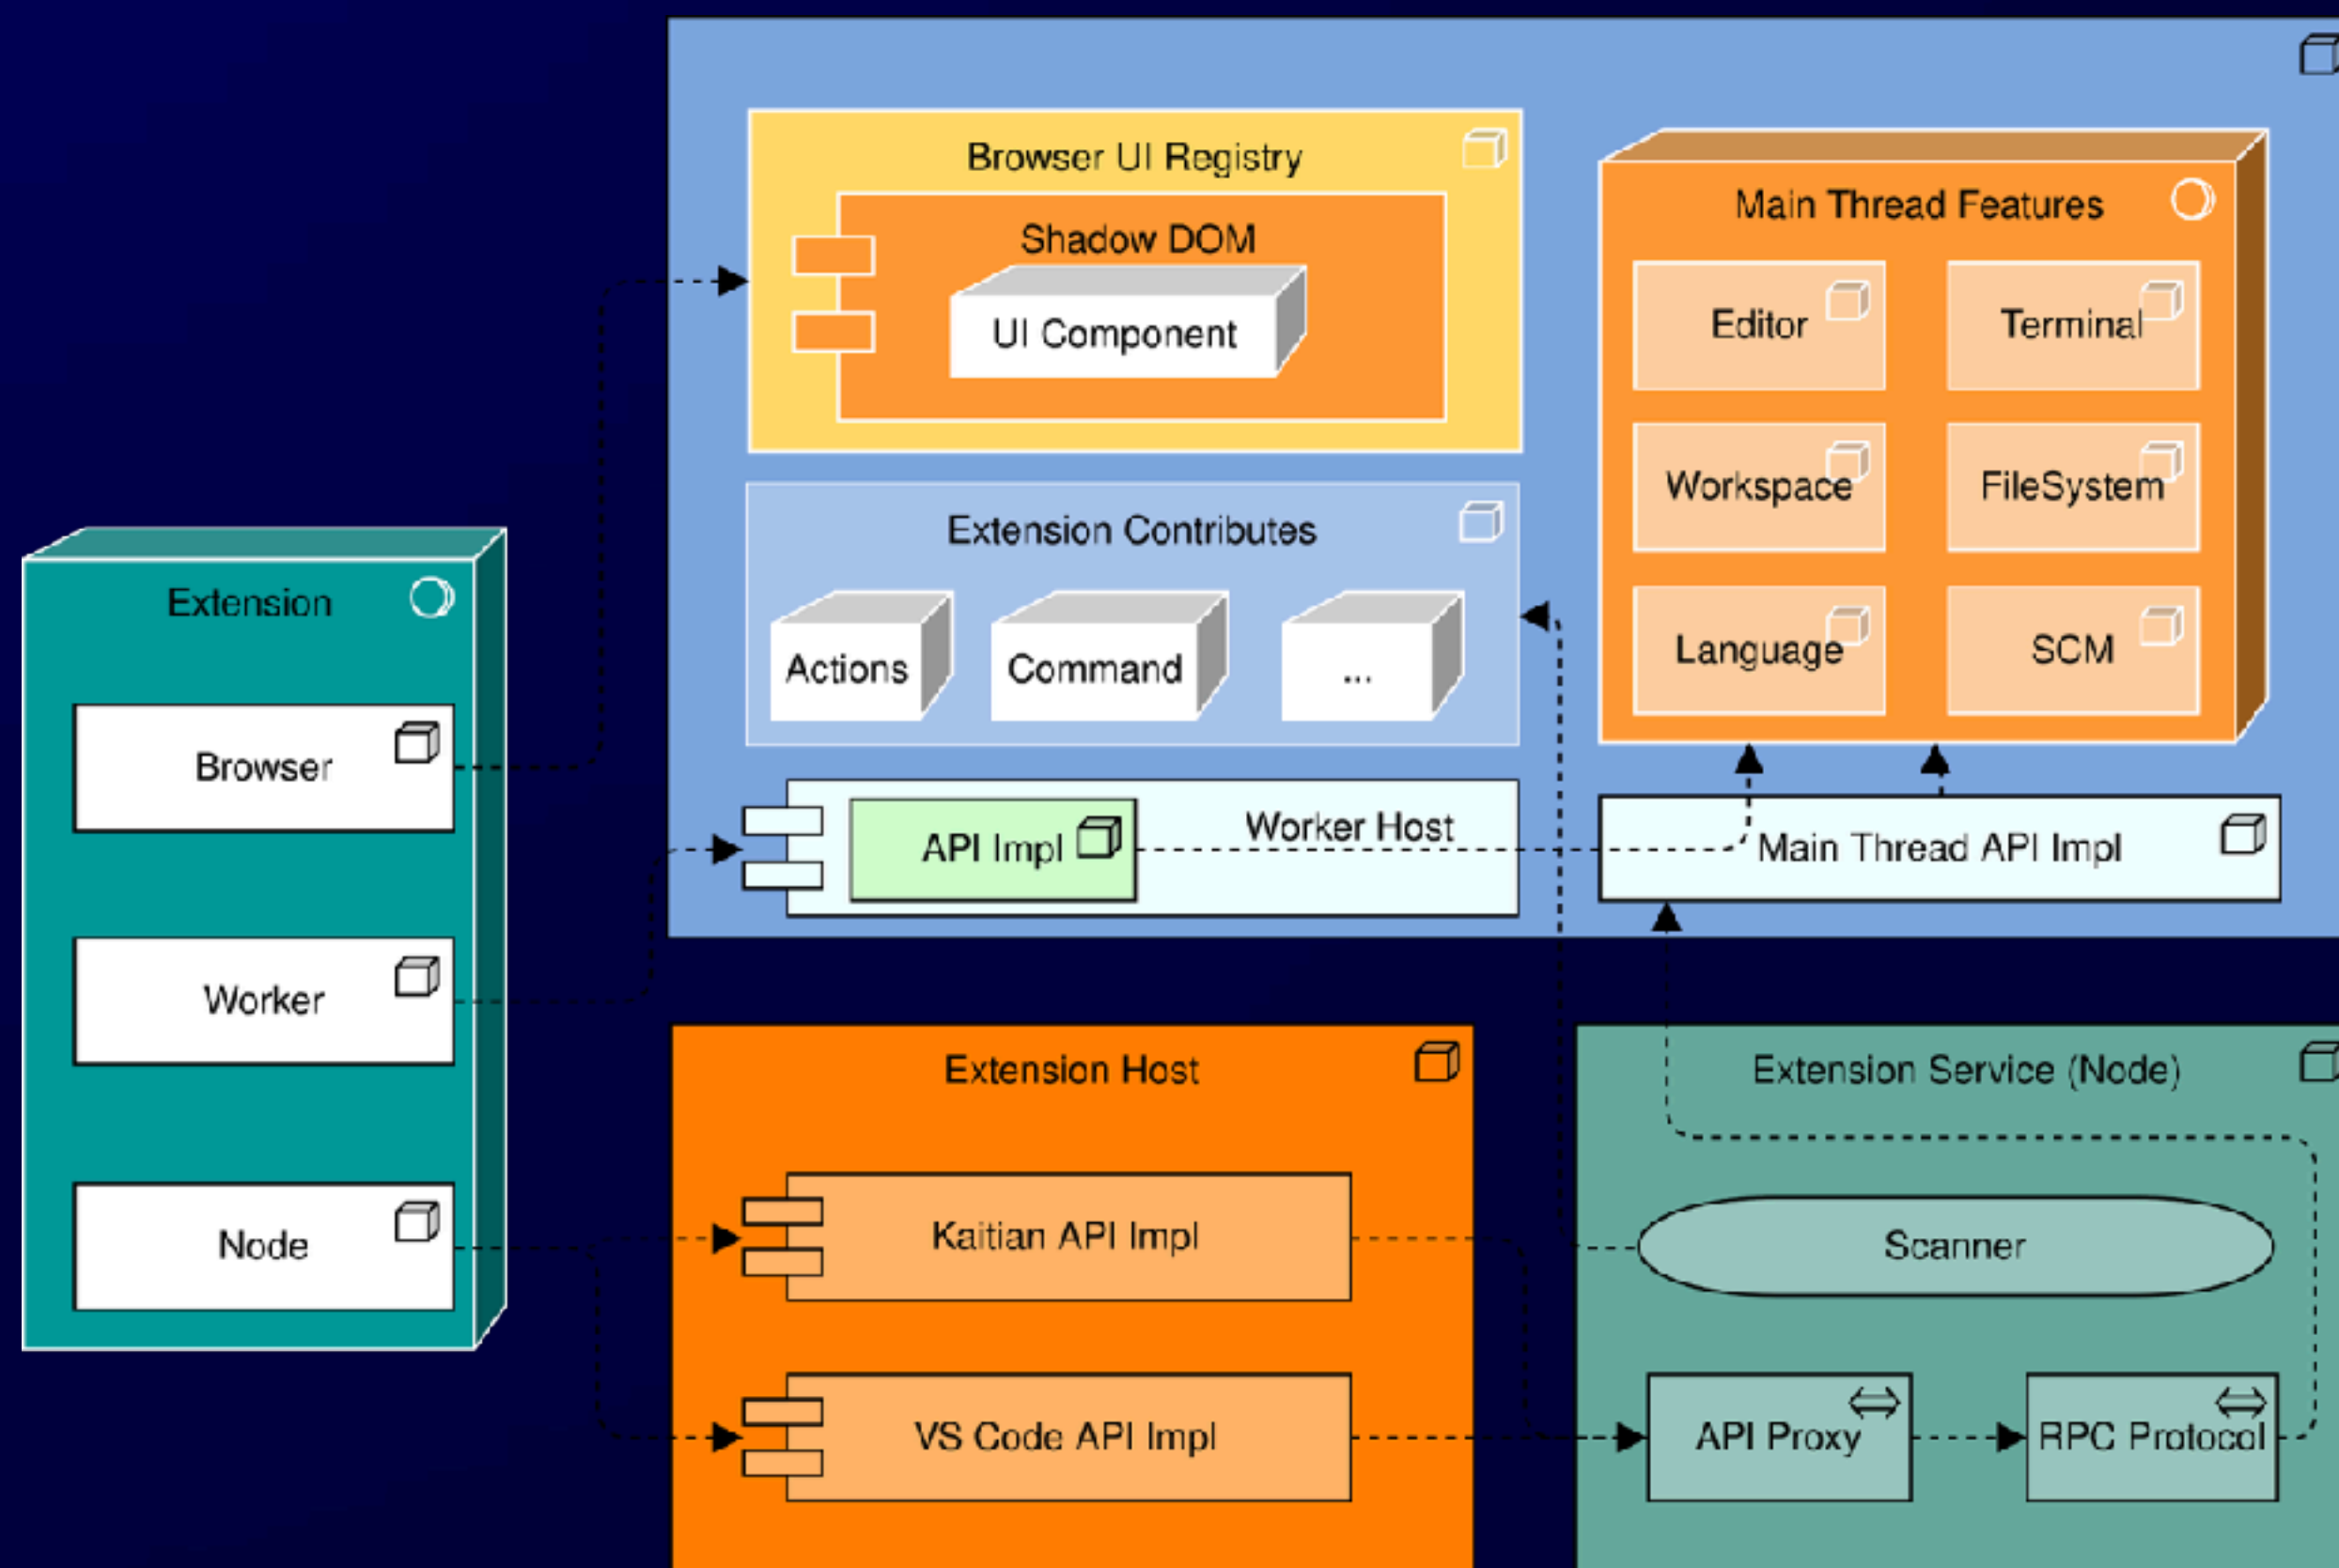 Browser UI Registry
Shadow DOM
UI Component
Main Thread Features
Editor
Terminal
Workspace
FileSystem
Language
SCM
Extension Contributes
Actions
Command
...
API Impl
Worker Host
Main Thread API Impl
Extension
Browser
Worker
Node
Extension Host
Kaitian API Impl
VS Code API Impl
Extension Service (Node)
Scanner
API Proxy
RPC Protocol